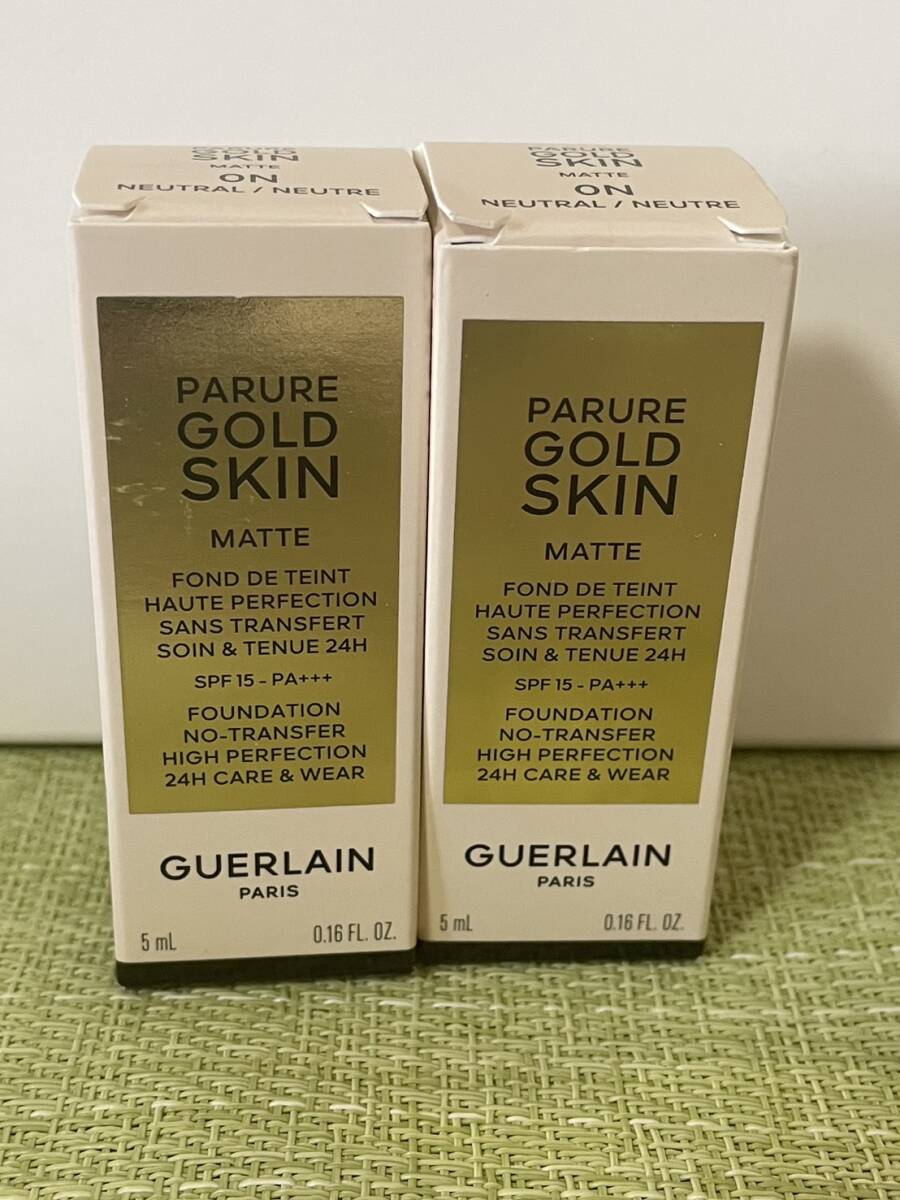 GOLD
SKIN
MATTE
0N
NEUTRAL / NEUTRE
PARURE
GOLD
SKIN
MATTE
FOND DE TEINT
HAUTE PERFECTION
SANS TRANSFERT
SOIN & TENUE 24H
SPF 15 - PA+++
FOUNDATION
NO-TRANSFER
HIGH PERFECTION
24H CARE & WEAR
GUERLAIN
PARIS
5 mL 0.16 FL. OZ.
PARURE
GOLD
SKIN
MATTE
0N
NEUTRAL / NEUTRE
PARURE
GOLD
SKIN
MATTE
FOND DE TEINT
HAUTE PERFECTION
SANS TRANSFERT
SOIN & TENUE 24H
SPF 15 - PA+++
FOUNDATION
NO-TRANSFER
HIGH PERFECTION
24H CARE & WEAR
GUERLAIN
PARIS
5 mL 0.16 FL. OZ.